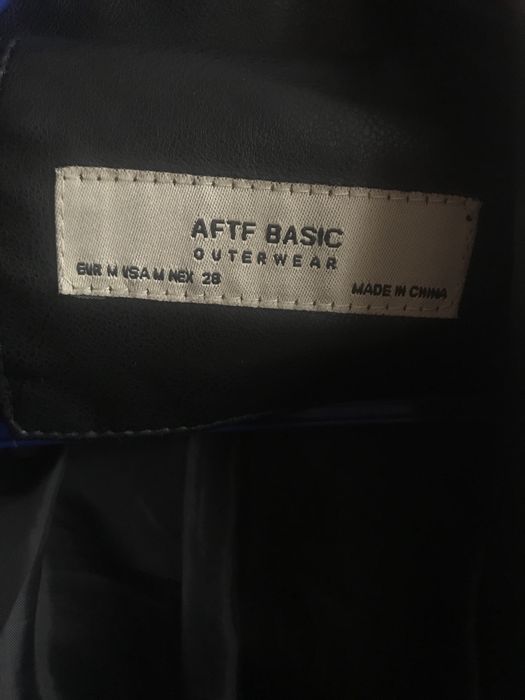 AFTF BASIC
OUTERWEAR
EUR M USA M MEX 28
MADE IN CHINA